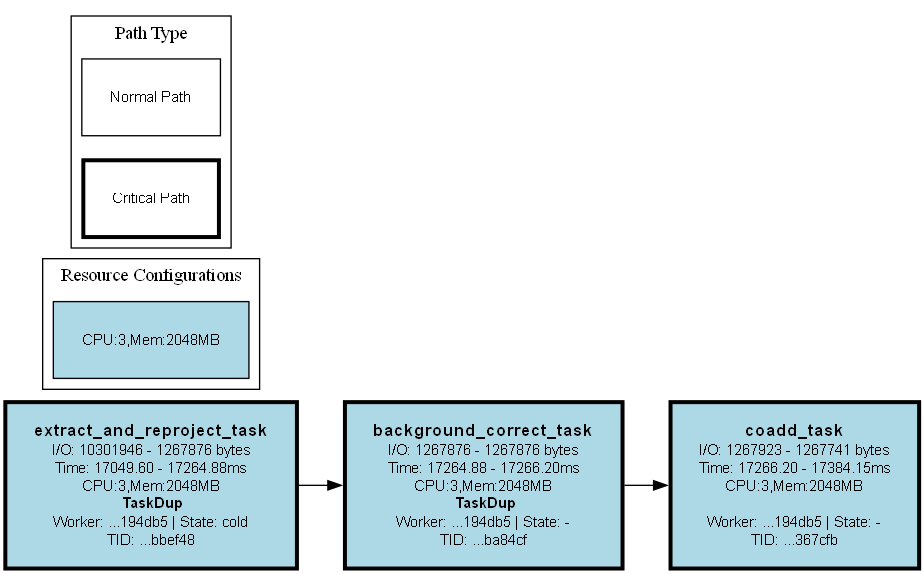 Path Type
Normal Path
Critical Path
Resource Configurations
CPU:3,Mem:2048MB
extract_and_reproject_task
I/O: 10301946 - 1267876 bytes
Time: 17049.60 - 17264.88ms
CPU:3,Mem:2048MB
TaskDup
Worker: ...194db5 | State: cold
TID: ...bbef48
background_correct_task
I/O: 1267876 - 1267876 bytes
Time: 17264.88 - 17266.20ms
CPU:3,Mem:2048MB
TaskDup
Worker: ...194db5 | State: -
TID: ...ba84cf
coadd_task
I/O: 1267923 - 1267741 bytes
Time: 17266.20 - 17384.15ms
CPU:3,Mem:2048MB
Worker: ...194db5 | State: -
TID: ...367cfb